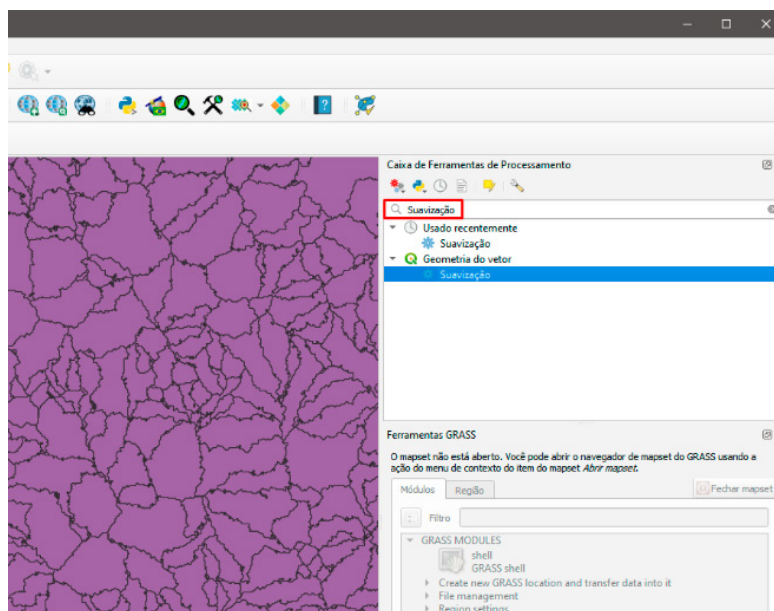 Caixa de Ferramentas de Processamento
Suavização
Usado recentemente
Suavização
Geometria do vetor
Suavização
Ferramentas GRASS
O mapset não está aberto. Você pode abrir o navegador de mapset do GRASS usando a
ação do menu de contexto do item do mapset Abrir mapset.
Módulos Região Fechar mapset
Filtro
GRASS MODULES
shell
GRASS shell
Create new GRASS location and transfer data into it
File management
Region settings